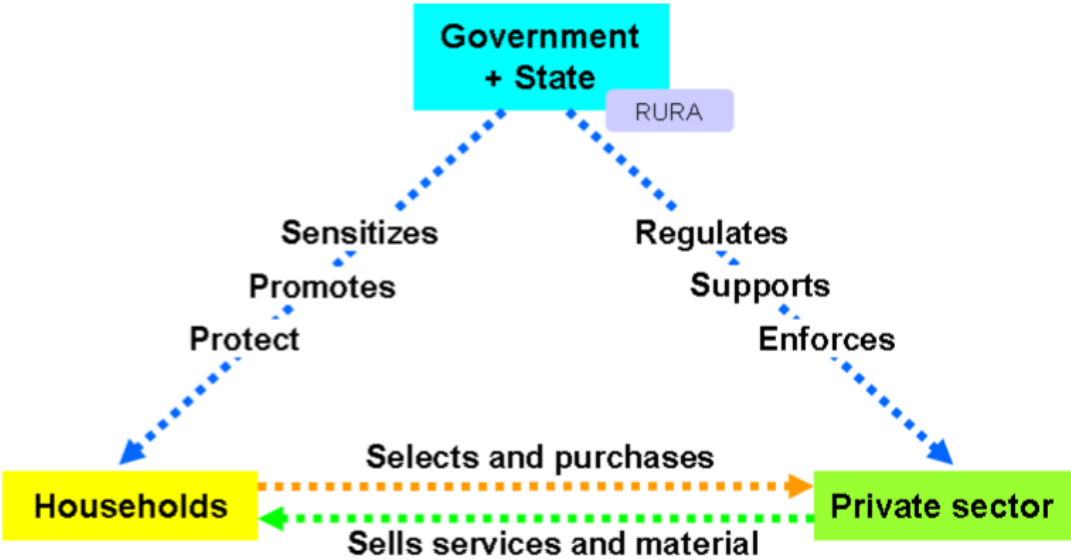 Government
+ State
RURA
Sensitizes
Regulates
Promotes
Supports
Protect
Enforces
Selects and purchases
Households
Private sector
Sells services and material